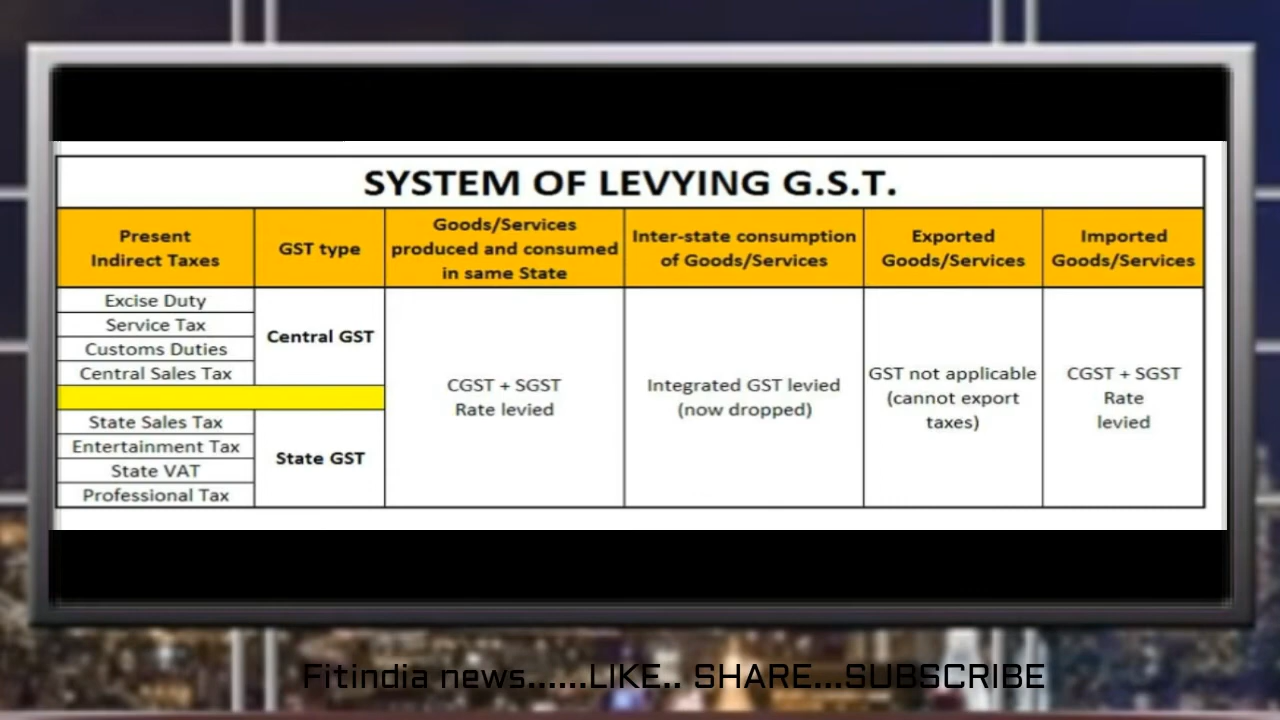 SYSTEM OF LEVYING G.S.T.
Present
Indirect Taxes
GST type
Goods/Services
produced and consumed
in same State
Inter-state consumption
of Goods/Services
Exported
Goods/Services
Imported
Goods/Services
Excise Duty
Service Tax
Customs Duties
Central Sales Tax
Central GST
State Sales Tax
Entertainment Tax
State VAT
Professional Tax
State GST
CGST + SGST
Rate levied
Integrated GST levied
(now dropped)
GST not applicable
(cannot export
taxes)
CGST + SGST
Rate
levied
Fitindia news......LIKE.. SHARE...SUBSCRIBE